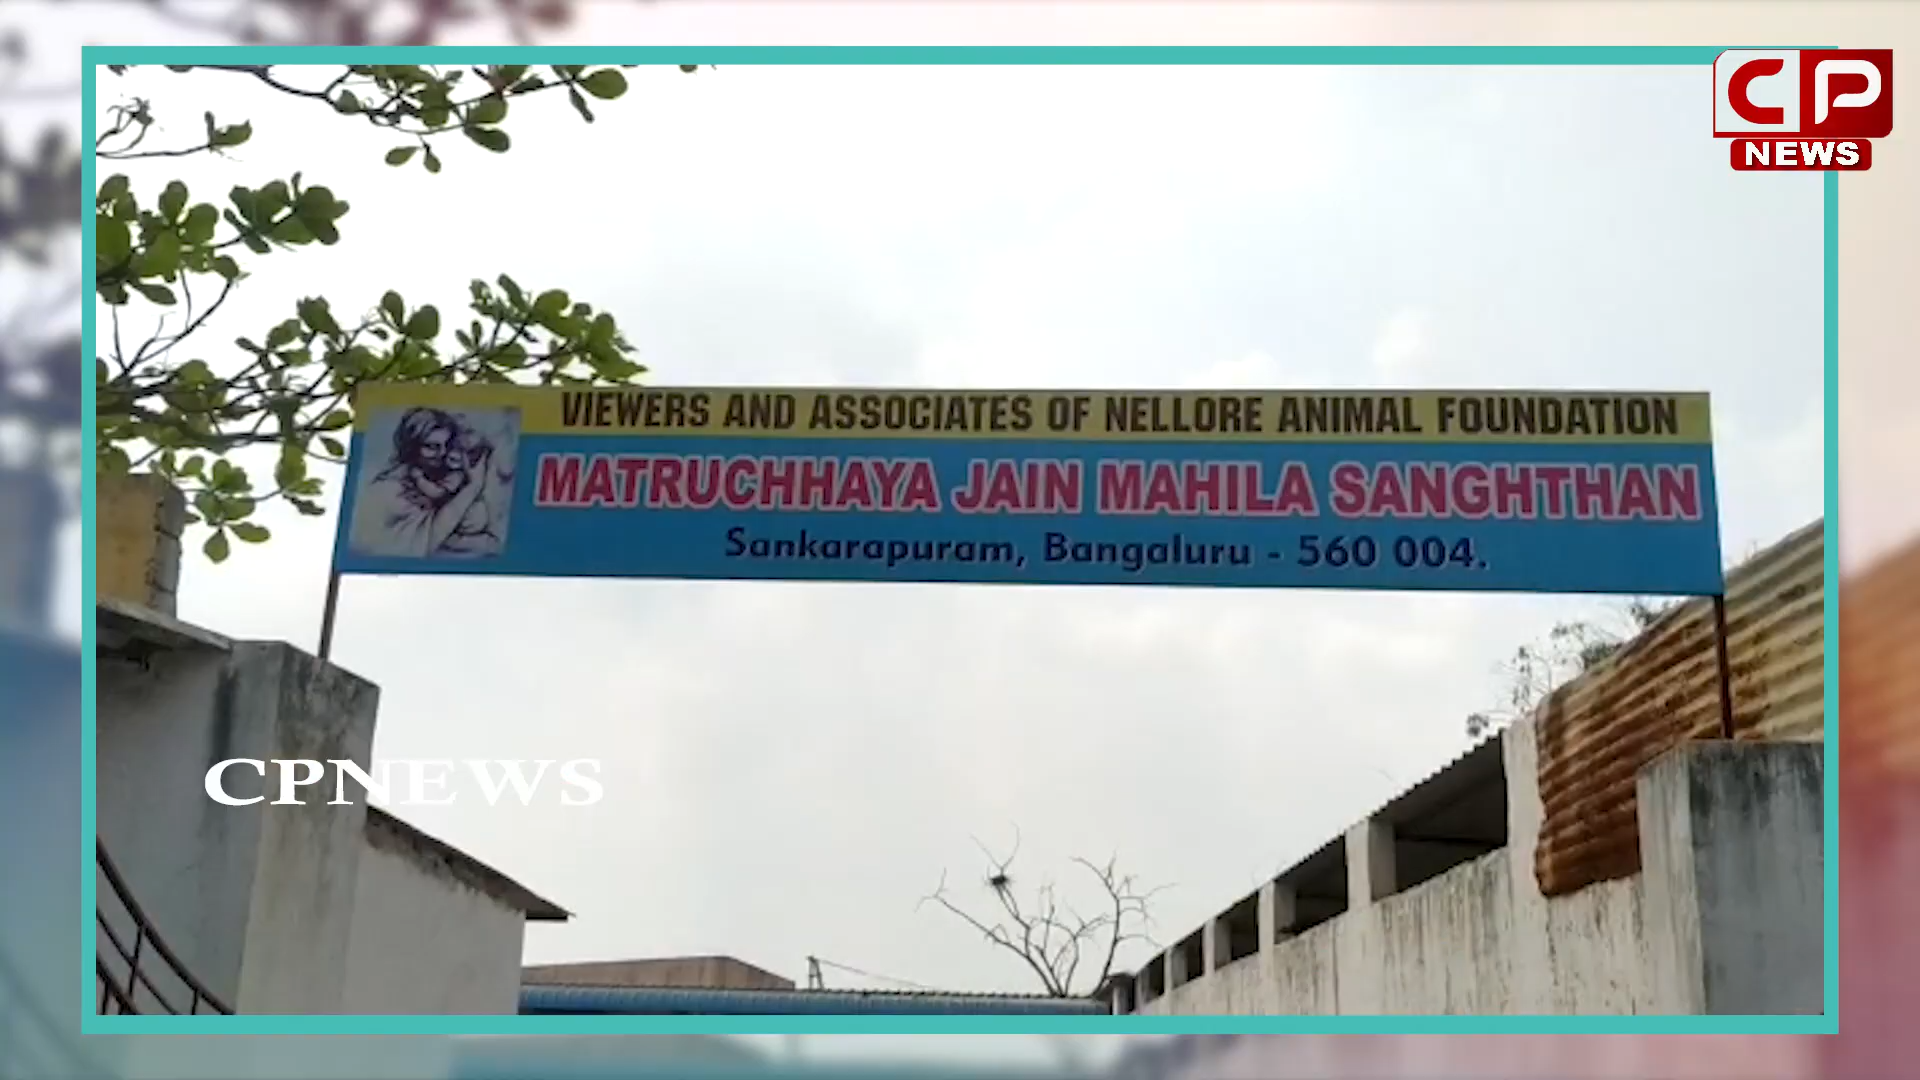 CP
NEWS
VIEWERS AND ASSOCIATES OF NELLORE ANIMAL FOUNDATION
MATRUCHHAYA JAIN MAHILA SANGHTHAN
Sankarapuram, Bangaluru - 560 004.
CPNEWS